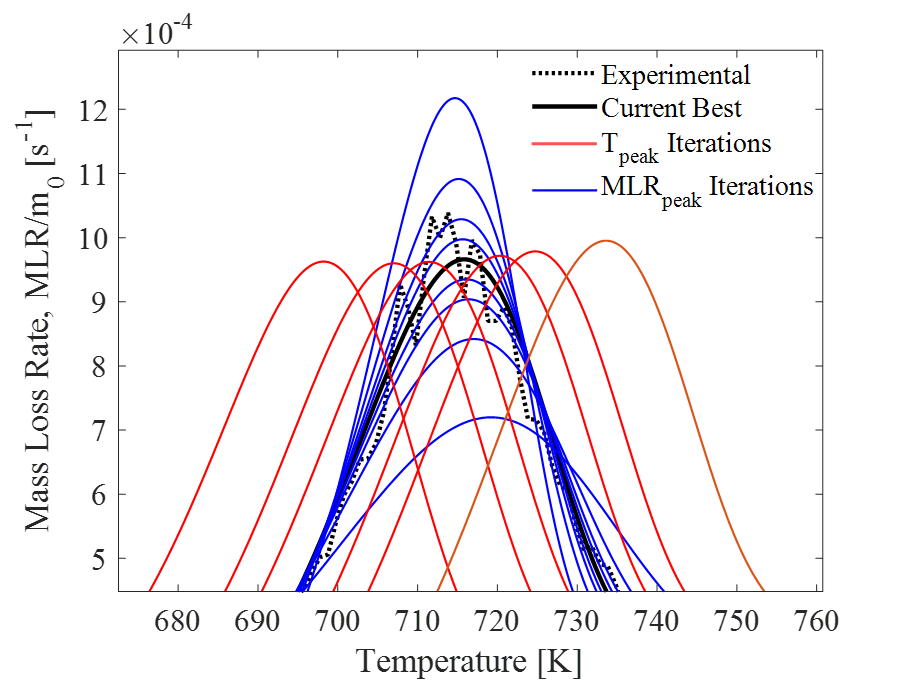 ×10⁻⁴
Experimental
Current Best
T_peak Iterations
MLR_peak Iterations
12
11
10
9
8
7
6
5
Mass Loss Rate, MLR/m₀ [s⁻¹]
680 690 700 710 720 730 740 750 760
Temperature [K]